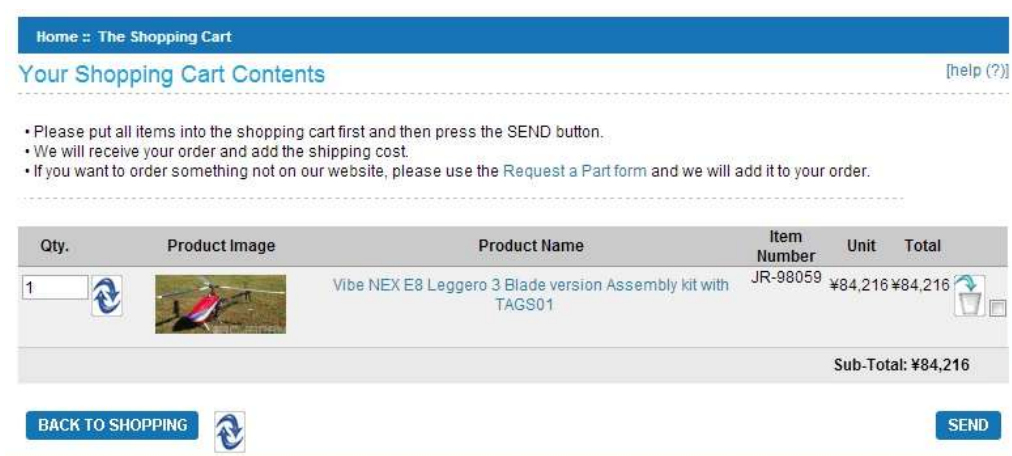 Home :: The Shopping Cart
Your Shopping Cart Contents
[help (?)]
• Please put all items into the shopping cart first and then press the SEND button.
• We will receive your order and add the shipping cost.
• If you want to order something not on our website, please use the Request a Part form and we will add it to your order.
Qty. Product Image Product Name Item Number Unit Total
1 Vibe NEX E8 Leggero 3 Blade version Assembly kit with TAGS01 JR-98059 ¥84,216 ¥84,216
Sub-Total: ¥84,216
BACK TO SHOPPING SEND